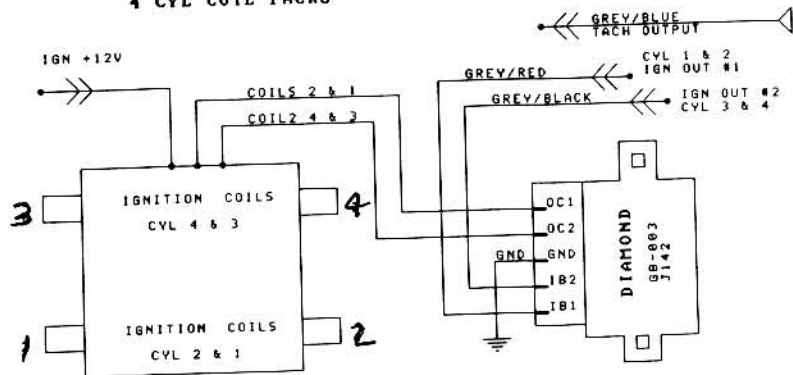 4 CYL COIL PACKS
GREY/BLUE
TACH OUTPUT
IGN +12V
CYL 1 & 2
IGN OUT #1
GREY/RED
COILS 2 & 1
GREY/BLACK
IGN OUT #2
CYL 3 & 4
COIL2 4 & 3
IGNITION COILS
CYL 4 & 3
3
4
OC1
OC2
GND
GND
IB2
IB1
DIAMOND
GB-003
J142
IGNITION COILS
CYL 2 & 1
1
2